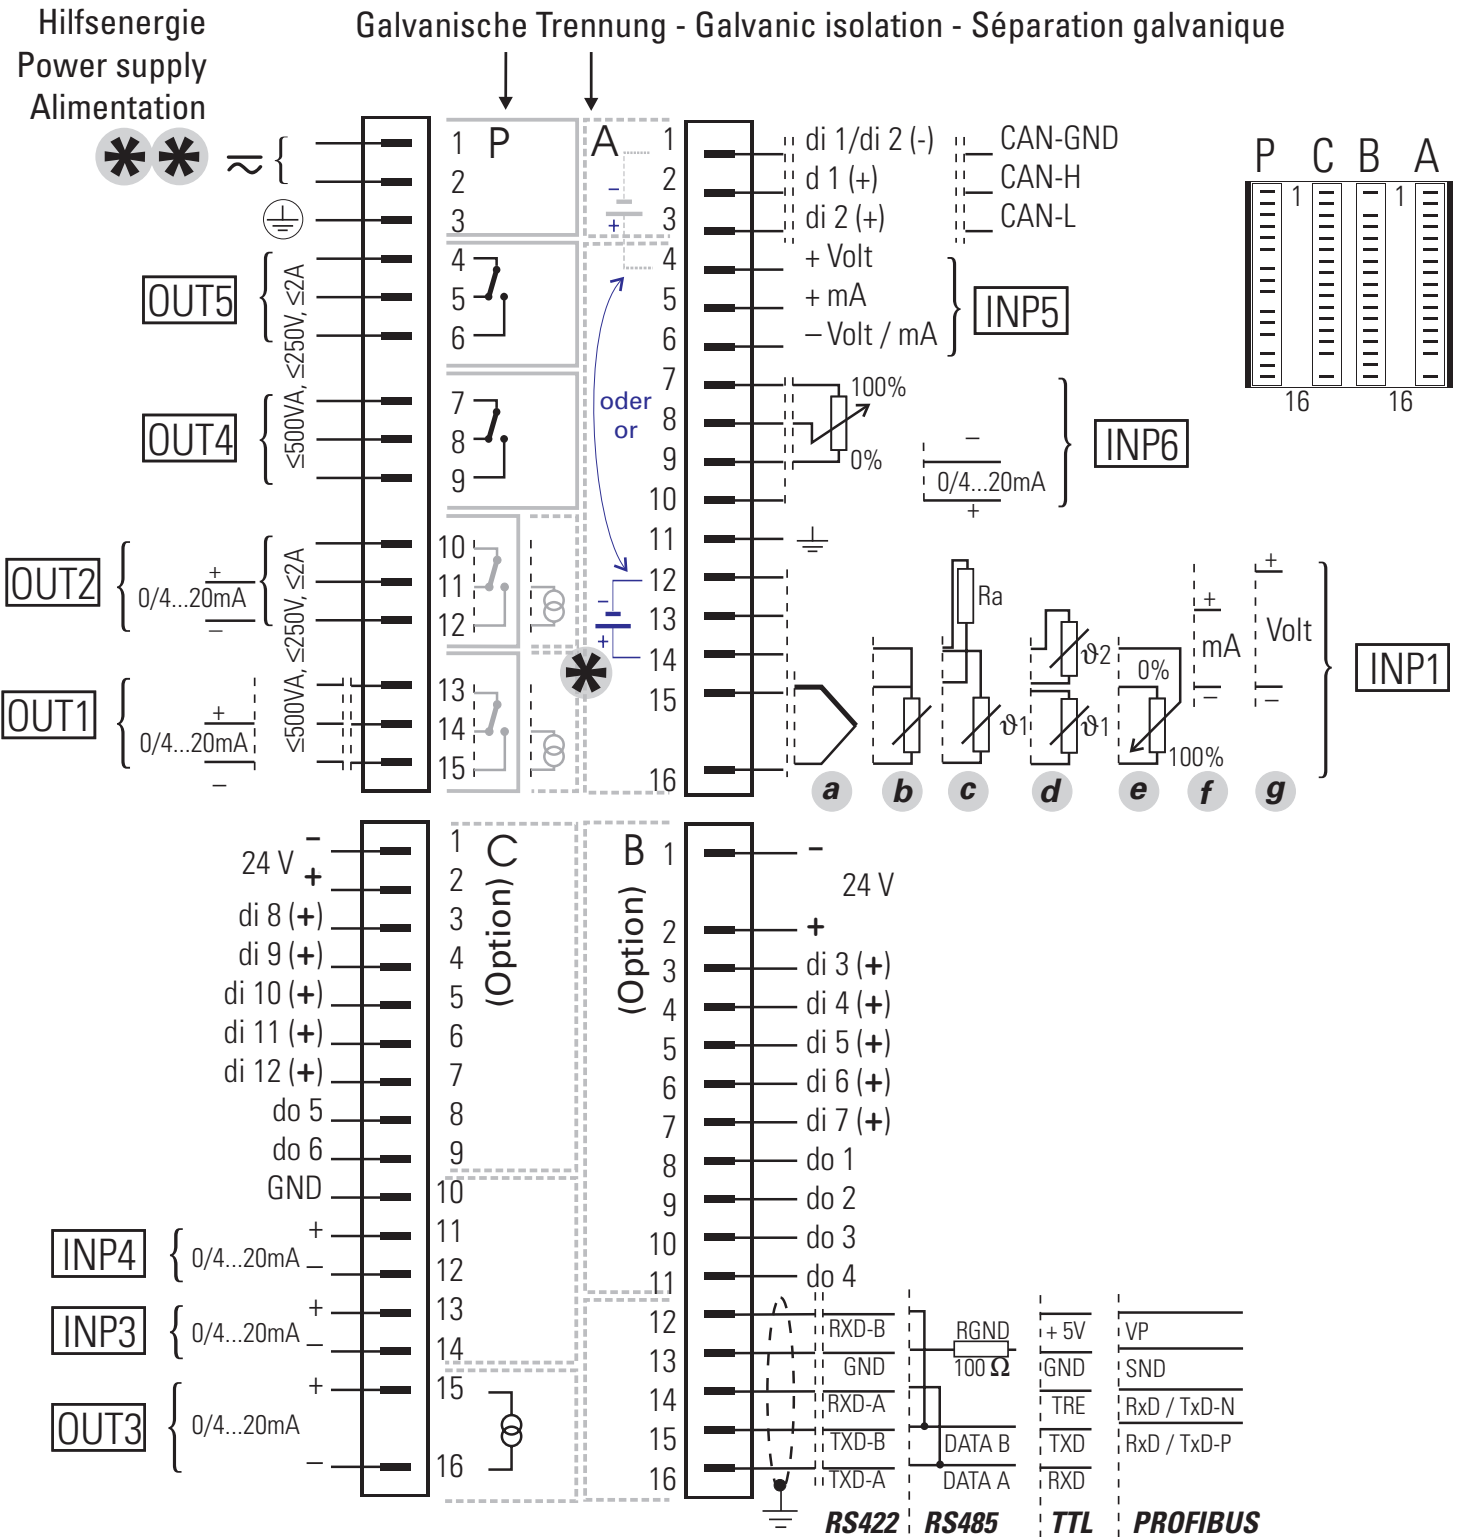 Hilfsenergie
Power supply
Alimentation
Galvanische Trennung - Galvanic isolation - Séparation galvanique
✱✱ ≂ {
P
1
2
3
4
5
6
7
8
9
10
11
12
13
14
15
OUT5
≤500VA, ≤250V, ≤2A
OUT4
OUT2
+
0/4...20mA
–
≤500VA, ≤250V, ≤2A
OUT1
+
0/4...20mA
–
A
–
+
oder
or
–
+
✱
1
2
3
4
5
6
7
8
9
10
11
12
13
14
15
16
di 1/di 2 (-)
d 1 (+)
di 2 (+)
CAN-GND
CAN-H
CAN-L
+ Volt
+ mA
– Volt / mA
INP5
100%
0%
–
0/4...20mA
+
INP6
Ra
ϑ1
ϑ2
ϑ1
0%
100%
+
mA
–
+
Volt
–
INP1
a b c d e f g
P C B A
1 1
16 16
C
(Option)
1
2
3
4
5
6
7
8
9
10
11
12
13
14
15
16
–
24 V
+
di 8 (+)
di 9 (+)
di 10 (+)
di 11 (+)
di 12 (+)
do 5
do 6
GND
INP4
+
0/4...20mA
–
INP3
+
0/4...20mA
–
OUT3
+
0/4...20mA
–
B
(Option)
1
2
3
4
5
6
7
8
9
10
11
12
13
14
15
16
–
24 V
+
di 3 (+)
di 4 (+)
di 5 (+)
di 6 (+)
di 7 (+)
do 1
do 2
do 3
do 4
RXD-B
GND
RXD-A
TXD-B
TXD-A
RS422
RGND
100 Ω
DATA B
DATA A
RS485
+ 5V
GND
TRE
TXD
RXD
TTL
VP
SND
RxD / TxD-N
RxD / TxD-P
PROFIBUS